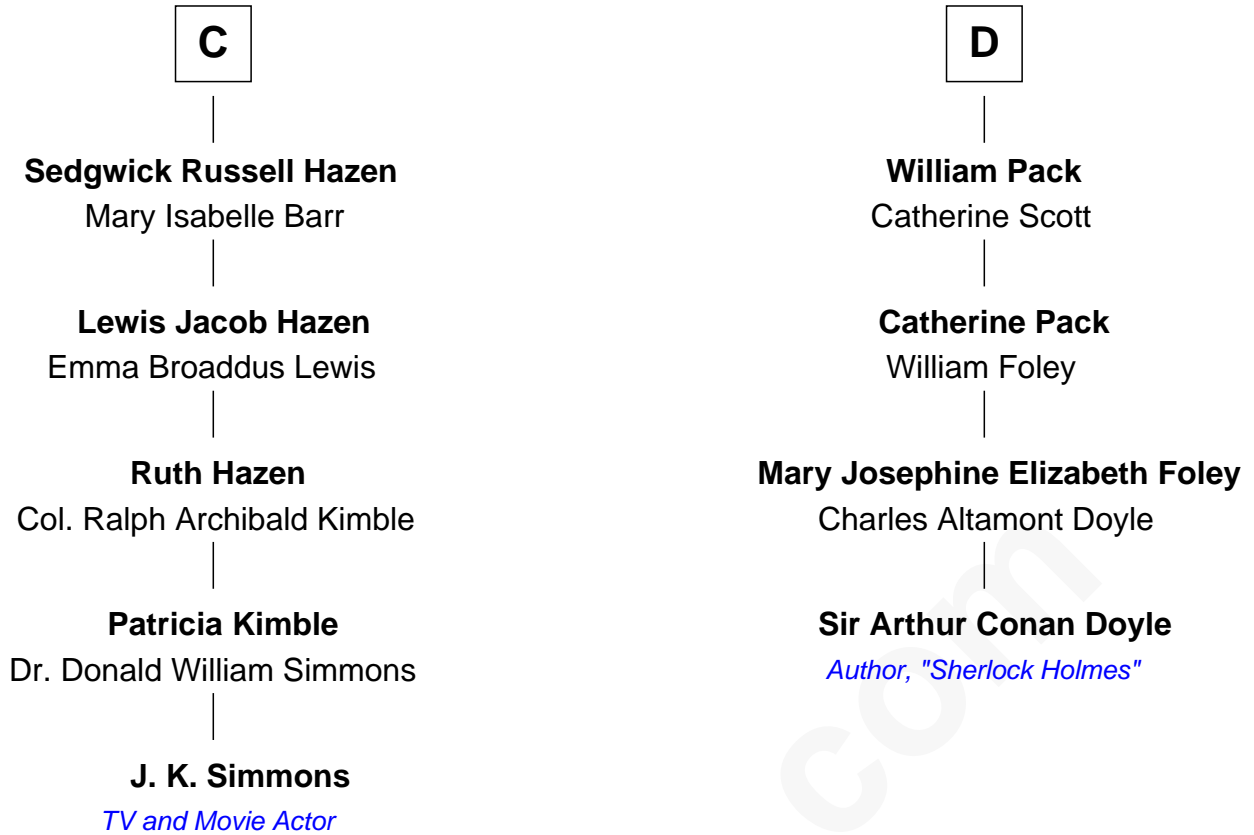 C
Sedgwick Russell Hazen
Mary Isabelle Barr
Lewis Jacob Hazen
Emma Broaddus Lewis
Ruth Hazen
Col. Ralph Archibald Kimble
Patricia Kimble
Dr. Donald William Simmons
J. K. Simmons
TV and Movie Actor
D
William Pack
Catherine Scott
Catherine Pack
William Foley
Mary Josephine Elizabeth Foley
Charles Altamont Doyle
Sir Arthur Conan Doyle
Author, "Sherlock Holmes"
com